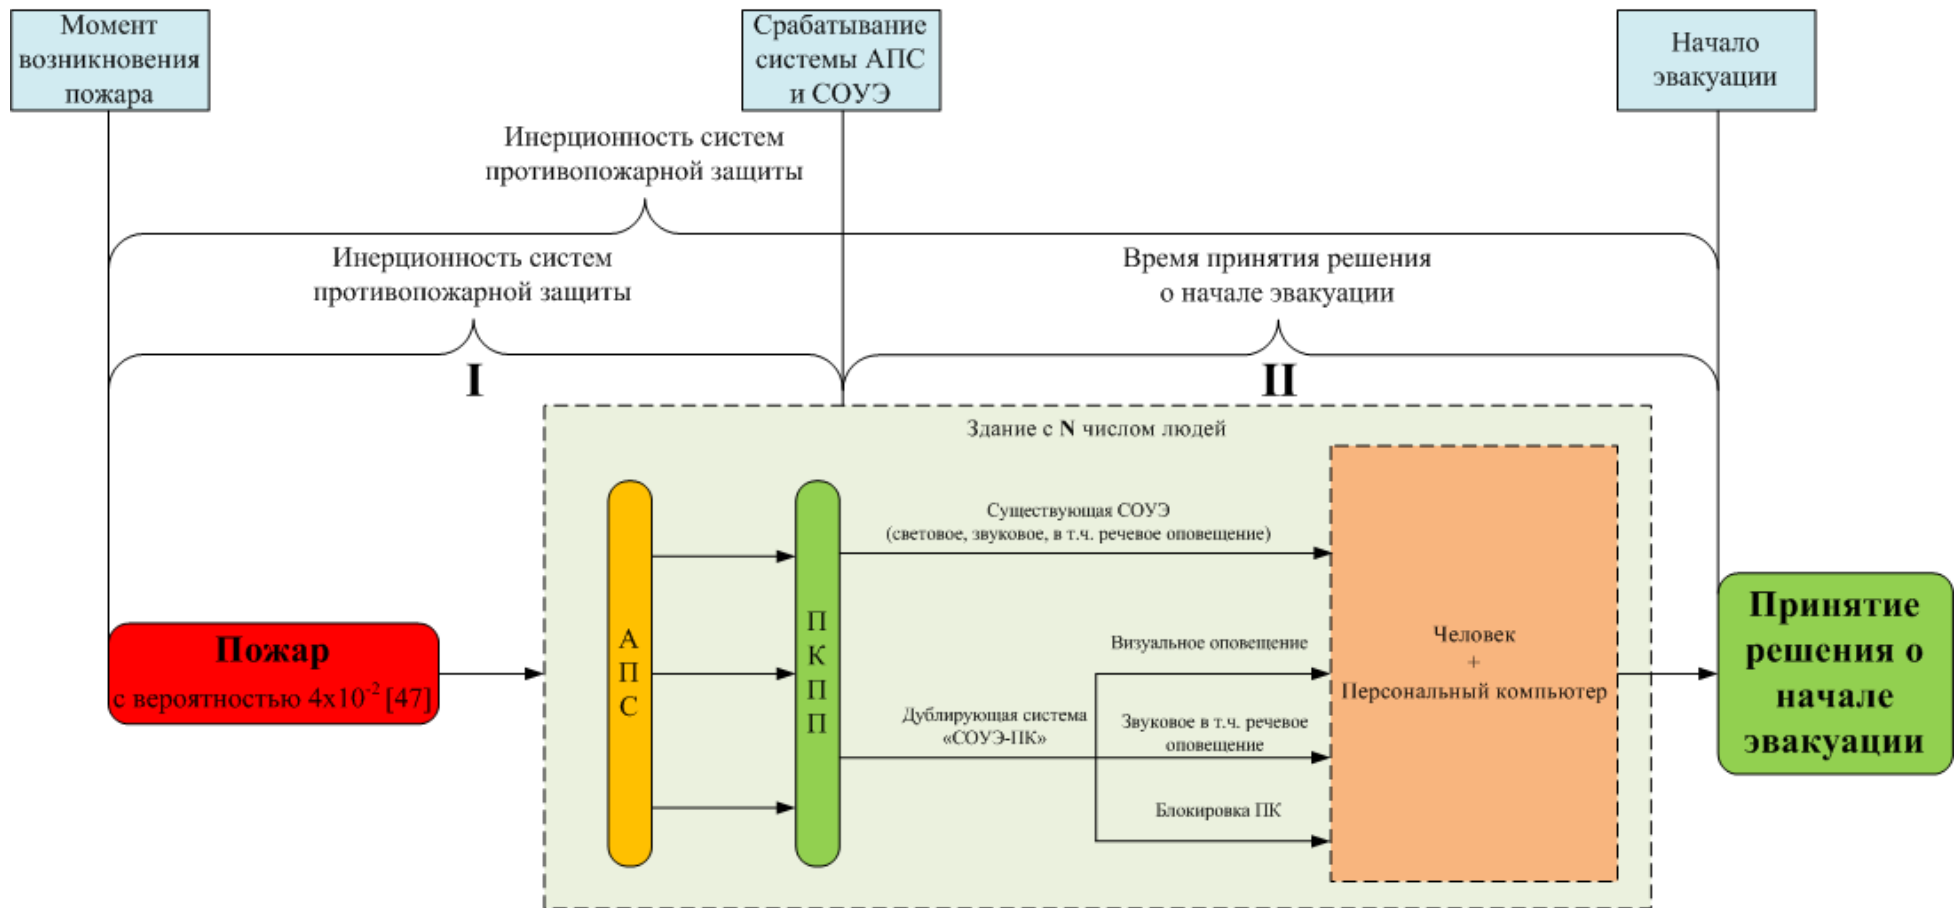 Момент
возникновения
пожара
Срабатывание
системы АПС
и СОУЭ
Начало
эвакуации
Инерционность систем
противопожарной защиты
Инерционность систем
противопожарной защиты
Время принятия решения
о начале эвакуации
I
II
Здание с N числом людей
Пожар
с вероятностью 4x10⁻² [47]
А
П
С
П
К
П
П
Существующая СОУЭ
(световое, звуковое, в т.ч. речевое оповещение)
Дублирующая система
«СОУЭ-ПК»
Визуальное оповещение
Звуковое в т.ч. речевое
оповещение
Блокировка ПК
Человек
+
Персональный компьютер
Принятие
решения о
начале
эвакуации